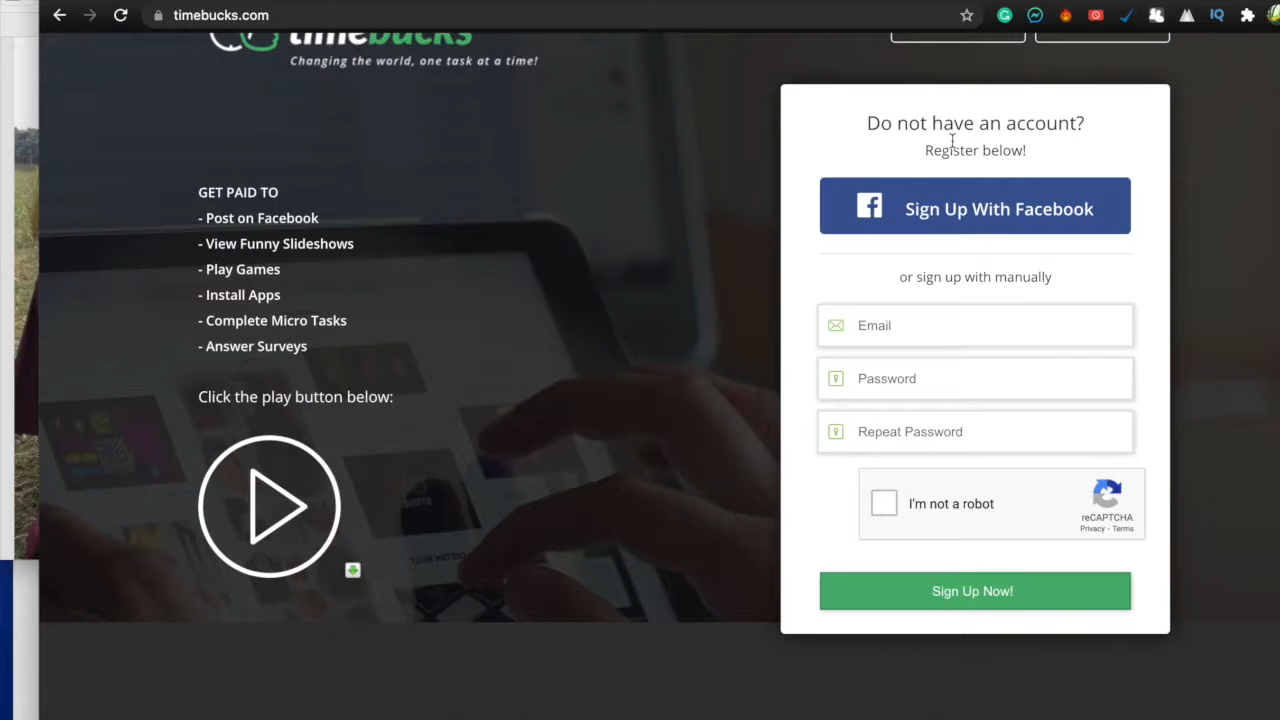 timebucks.com
IQ
timebucks
Changing the world, one task at a time!
GET PAID TO
- Post on Facebook
- View Funny Slideshows
- Play Games
- Install Apps
- Complete Micro Tasks
- Answer Surveys
Click the play button below:
Do not have an account?
Register below!
Sign Up With Facebook
or sign up with manually
Email
Password
Repeat Password
I'm not a robot
reCAPTCHA
Privacy - Terms
Sign Up Now!